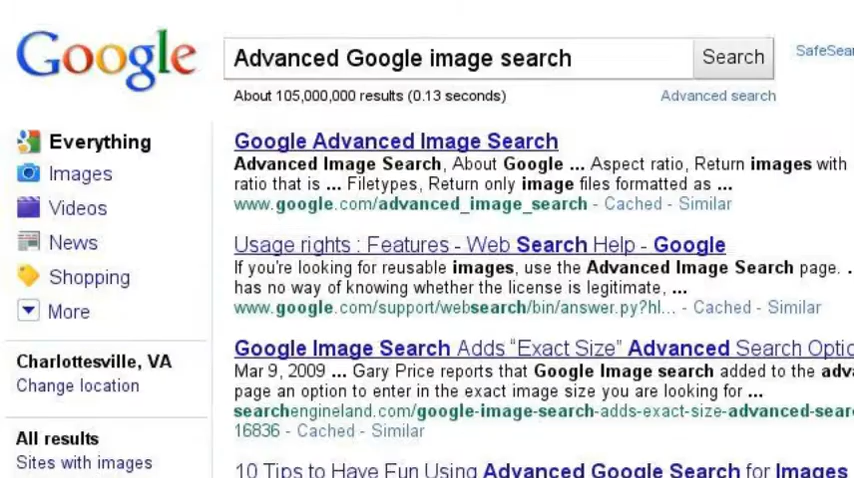 Google
Advanced Google image search
Search
About 105,000,000 results (0.13 seconds)
Advanced search
Everything
Images
Videos
News
Shopping
More
Charlottesville, VA
Change location
All results
Sites with images
Google Advanced Image Search
Advanced Image Search, About Google ... Aspect ratio, Return images with
ratio that is ... Filetypes, Return only image files formatted as ...
www.google.com/advanced_image_search - Cached - Similar
Usage rights : Features - Web Search Help - Google
If you're looking for reusable images, use the Advanced Image Search page. .
has no way of knowing whether the license is legitimate, ...
www.google.com/support/websearch/bin/answer.py?hl... - Cached - Similar
Google Image Search Adds “Exact Size” Advanced Search
Mar 9, 2009 ... Gary Price reports that Google Image search added to the
page an option to enter in the exact image size you are looking for ...
searchengineland.com/google-image-search-adds-exact-size-advanced-sear
16836 - Cached - Similar
10 Tips to Have Fun Using Advanced Google Search for Images